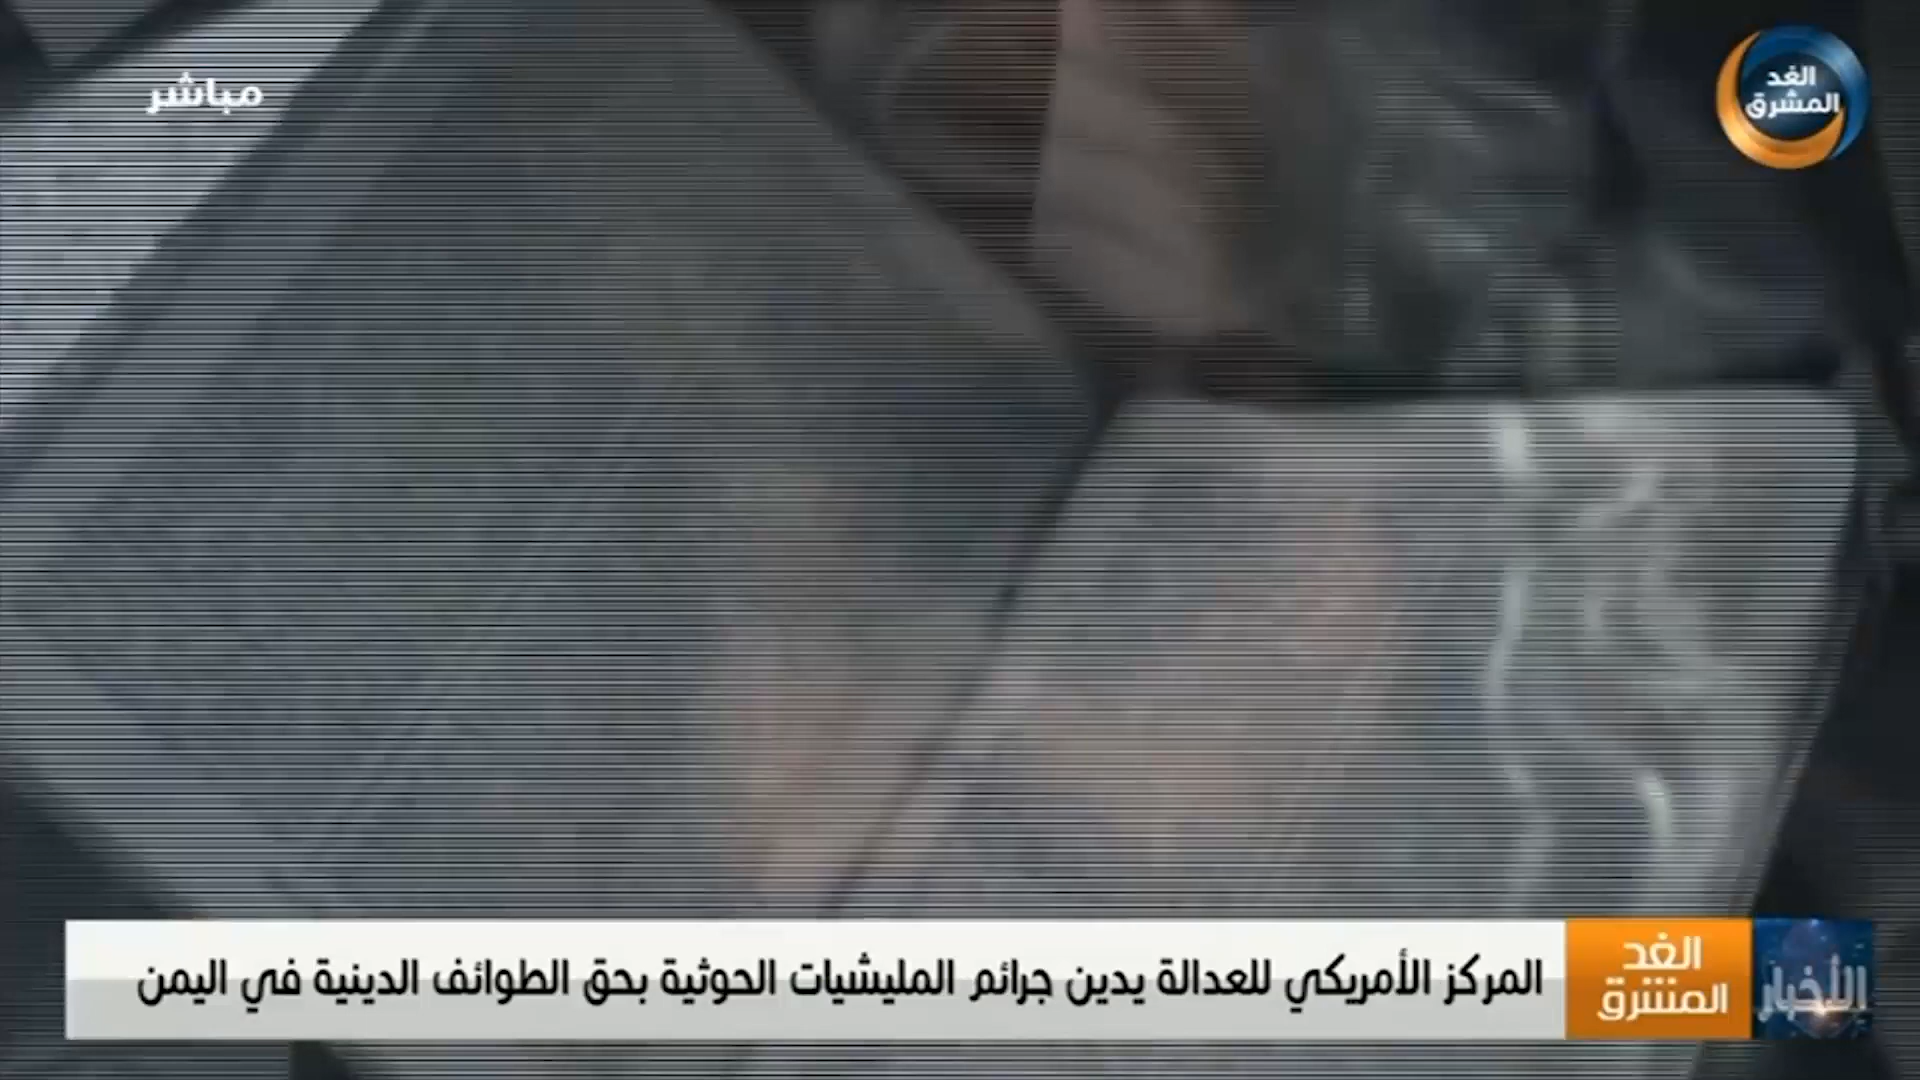 مباشر
الغد
المشرق
المركز الأمريكي للعدالة يدين جرائم المليشيات الحوثية بحق الطوائف الدينية في اليمن
الغد
المشرق
الأخبار